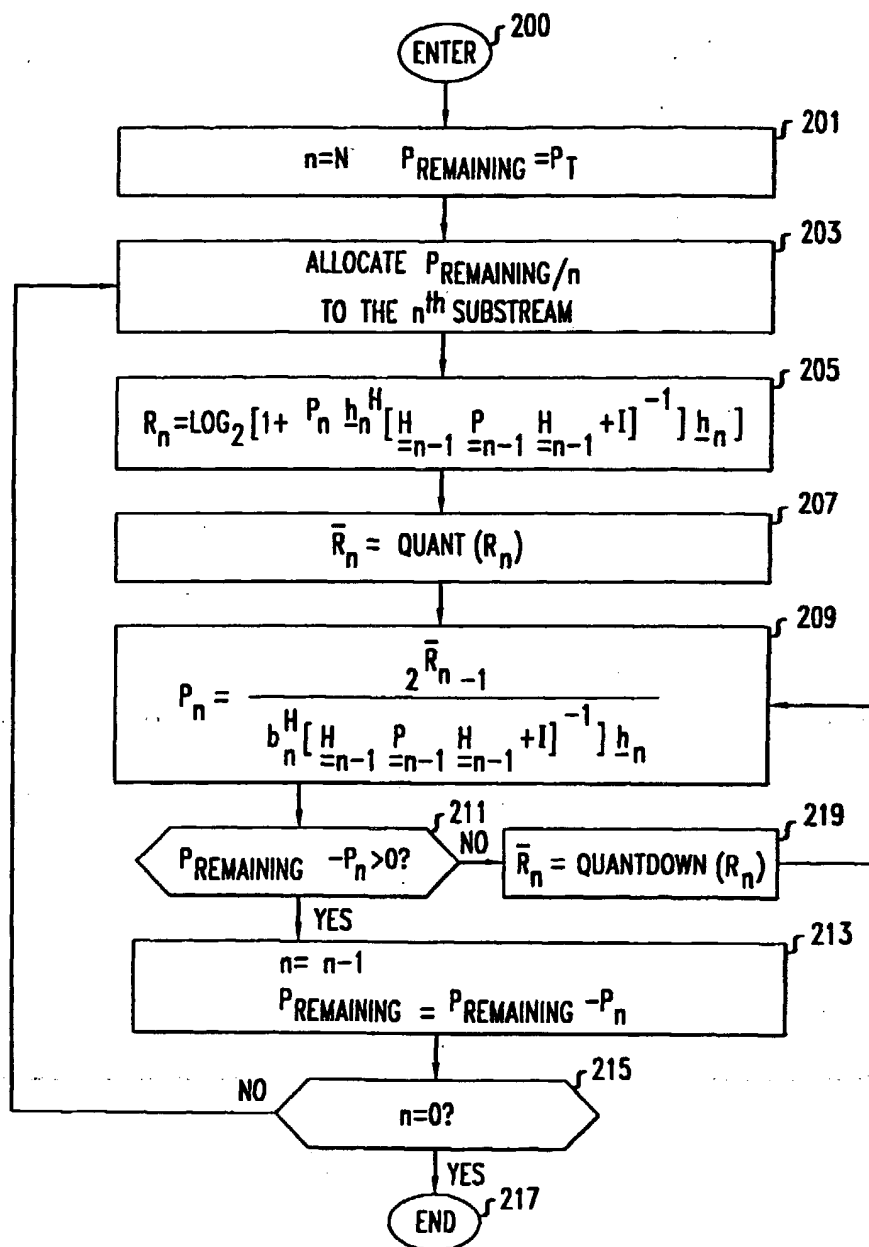 200
ENTER
201
n=N P_REMAINING =P_T
203
ALLOCATE P_REMAINING/n
TO THE n^th SUBSTREAM
205
R_n=LOG_2[1+ P_n h_n^H[H_n-1 P_n-1 H_n-1 +I]^-1] h_n]
207
R̄_n= QUANT (R_n)
209
P_n = 2^R̄_n -1
b_n^H[H_n-1 P_n-1 H_n-1 +I]^-1] h_n
211
P_REMAINING -P_n>0?
NO
219
R̄_n= QUANTDOWN (R_n)
YES
213
n= n-1
P_REMAINING = P_REMAINING -P_n
215
NO
n=0?
YES
217
END